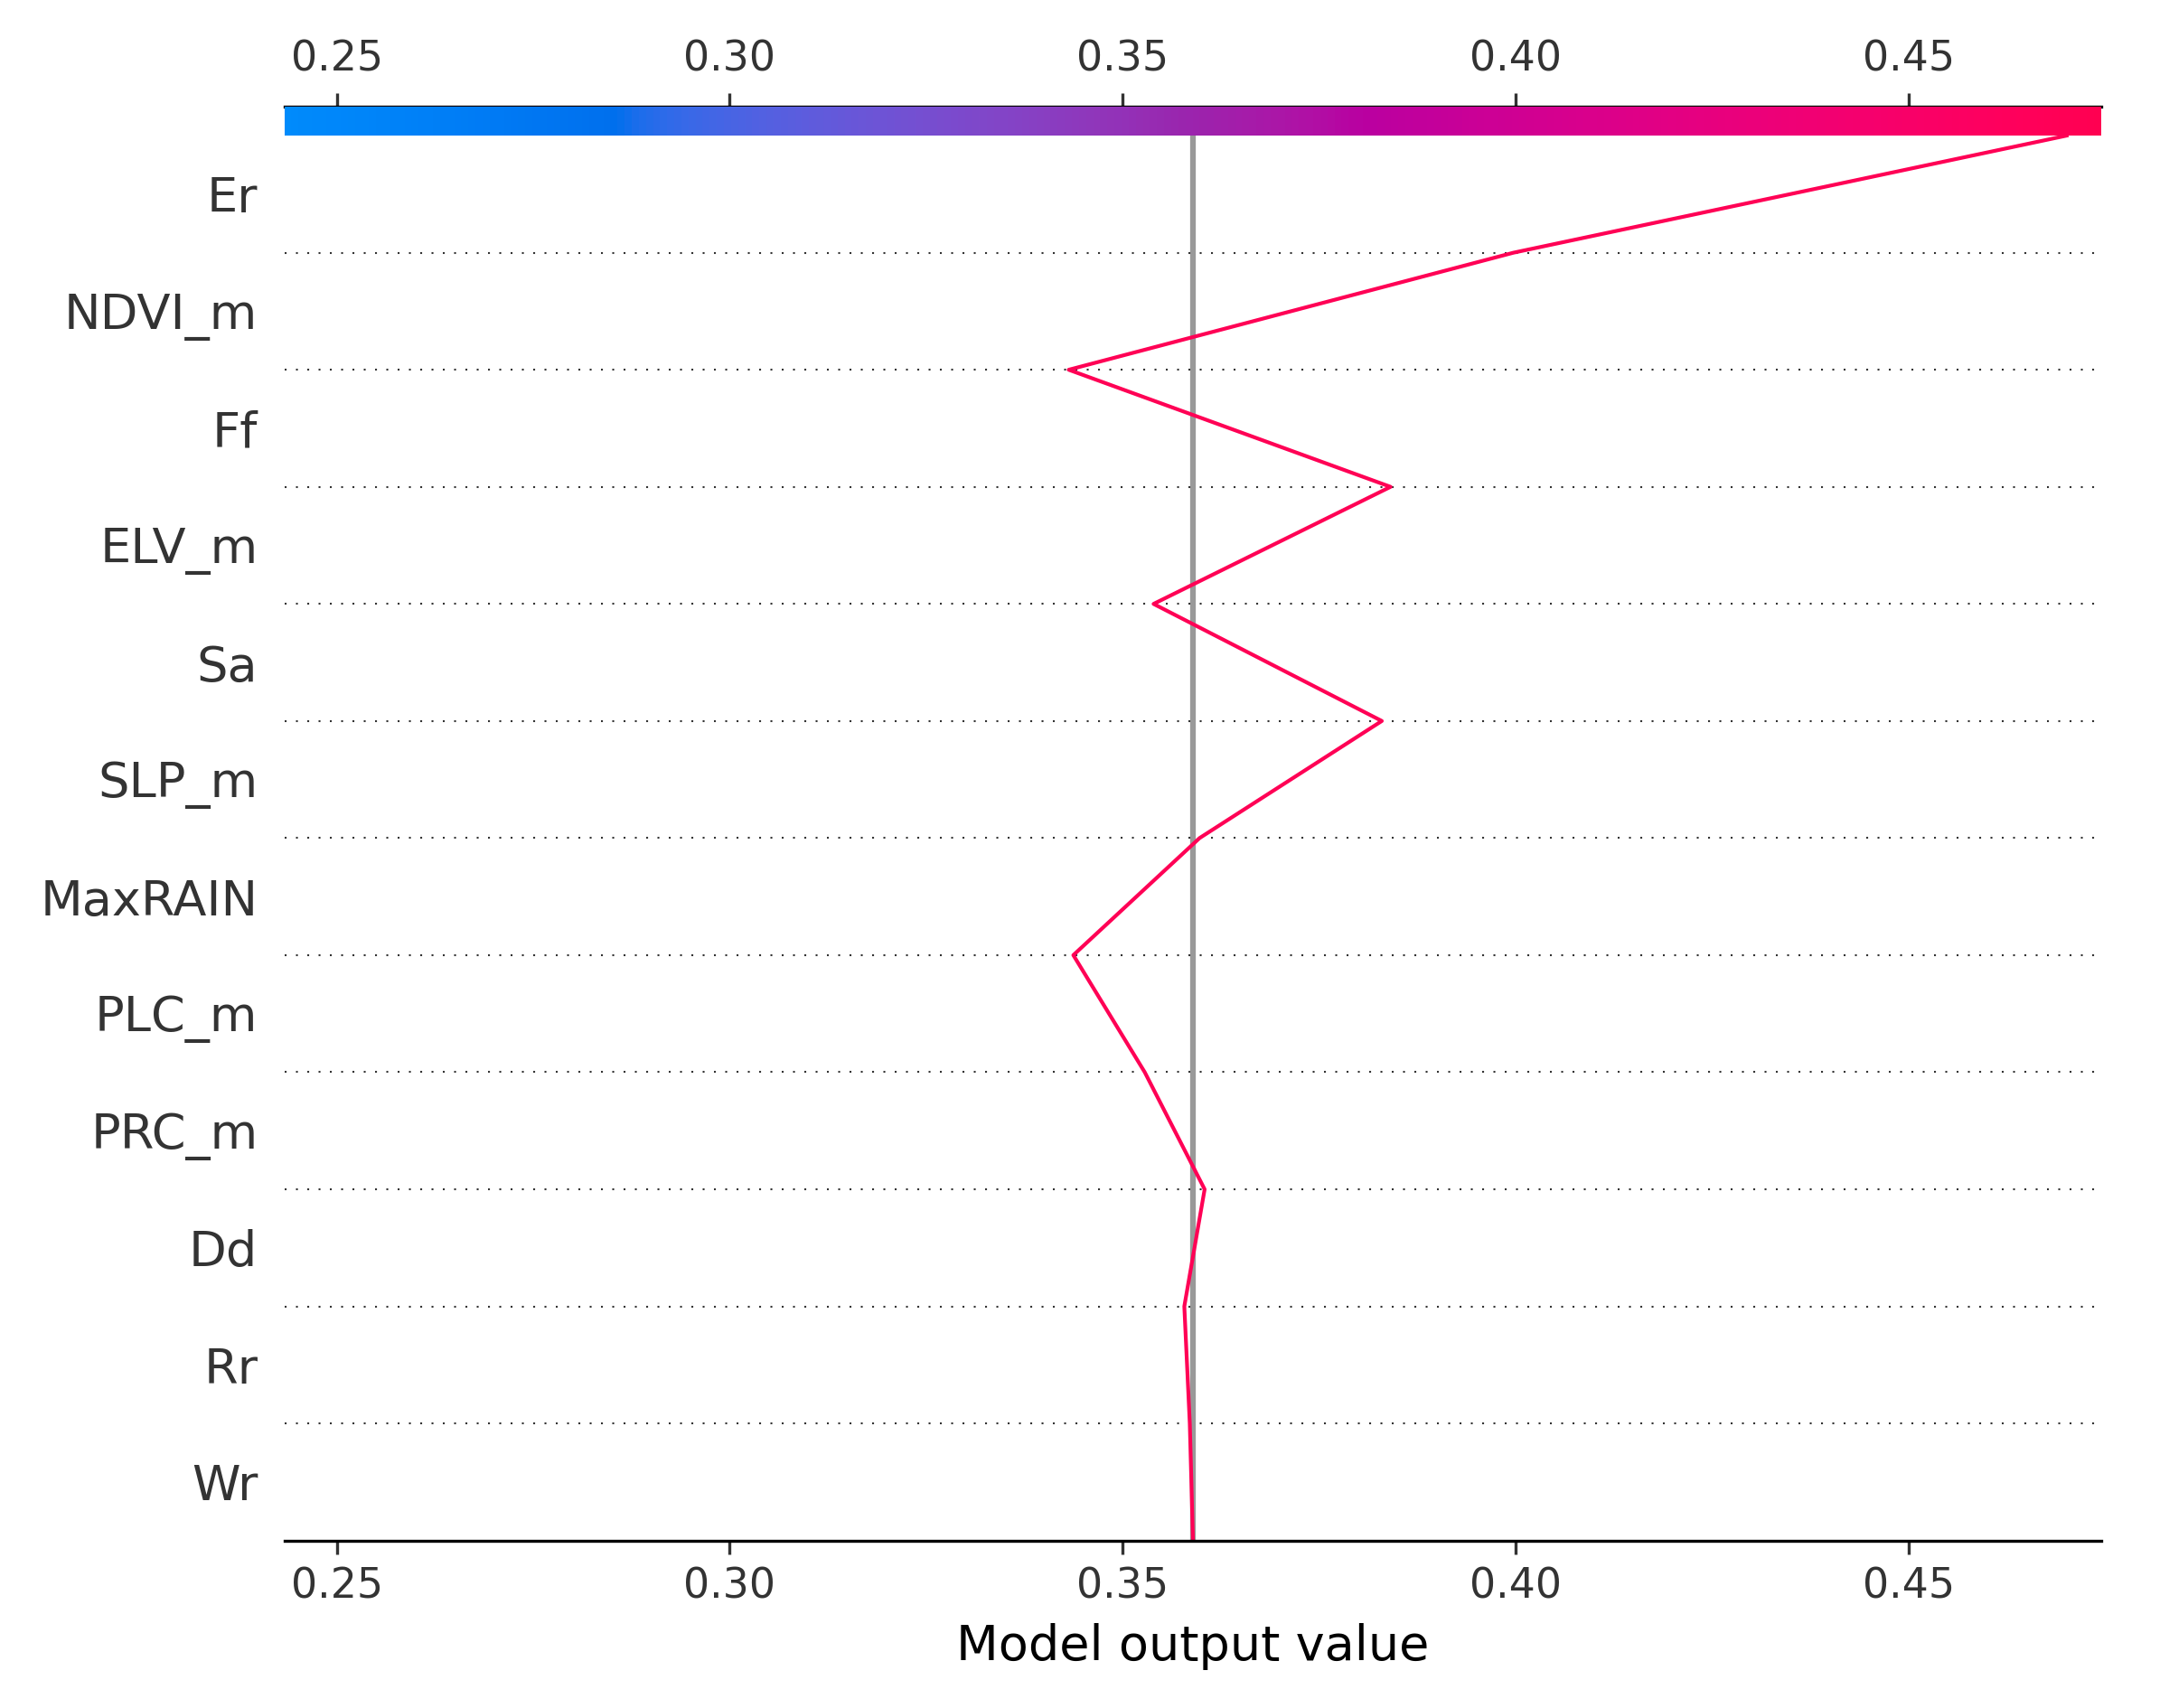 0.25 0.30 0.35 0.40 0.45
Er
NDVI_m
Ff
ELV_m
Sa
SLP_m
MaxRAIN
PLC_m
PRC_m
Dd
Rr
Wr
0.25 0.30 0.35 0.40 0.45
Model output value